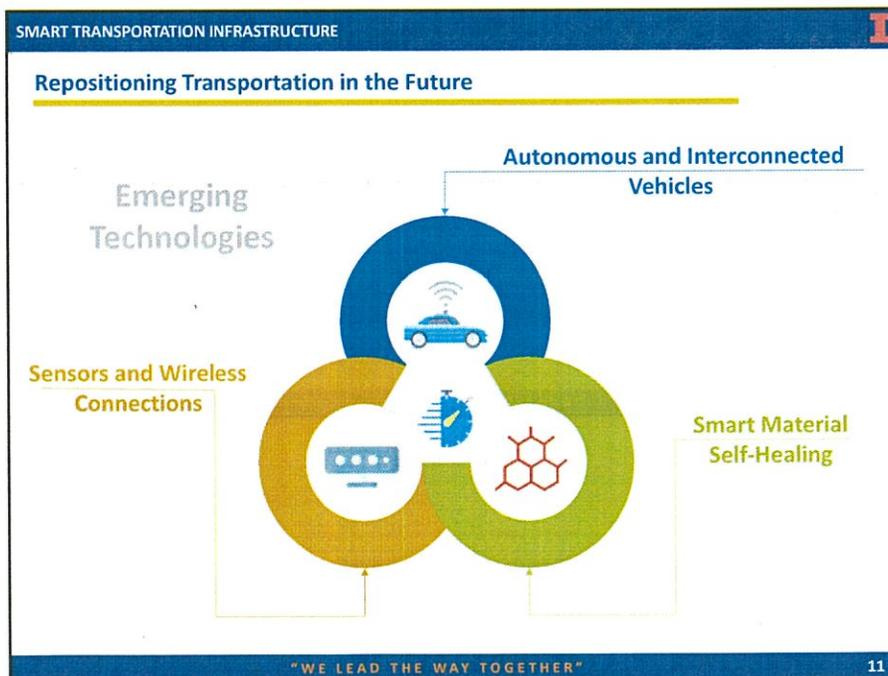 SMART TRANSPORTATION INFRASTRUCTURE
I
Repositioning Transportation in the Future
Autonomous and Interconnected
Vehicles
Emerging
Technologies
Sensors and Wireless
Connections
Smart Material
Self-Healing
"WE LEAD THE WAY TOGETHER"
11